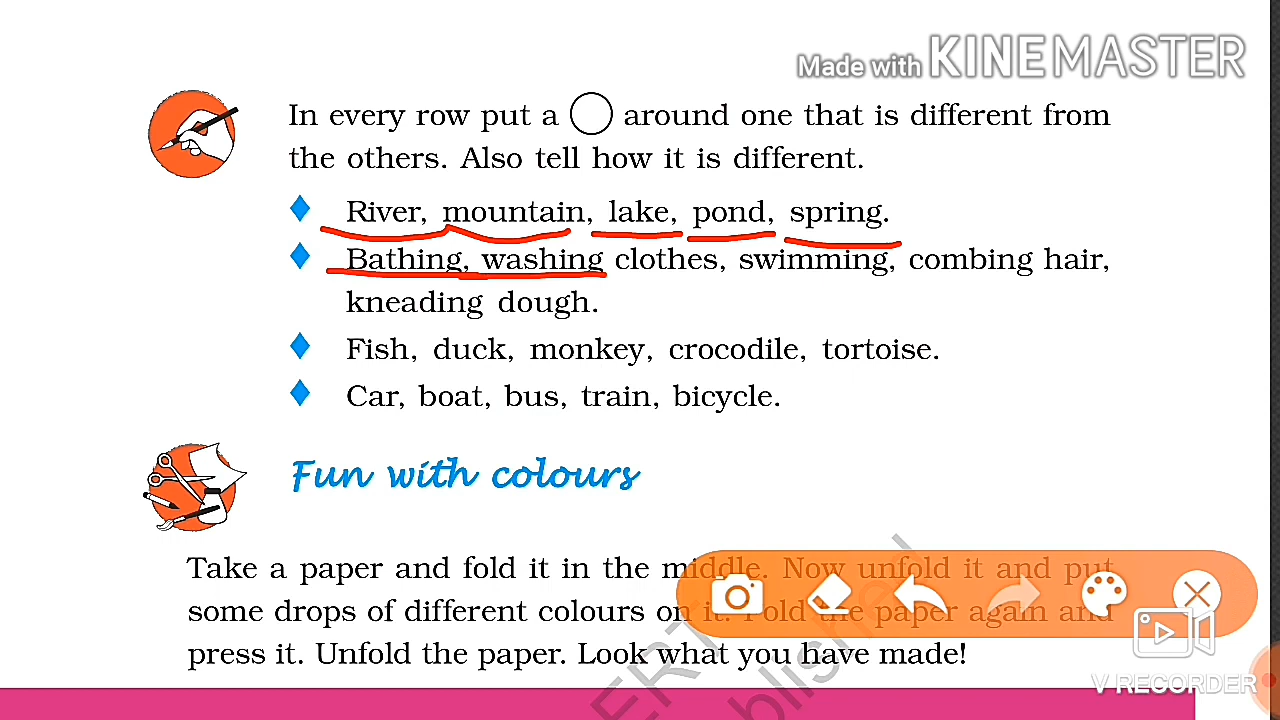 Made with KINEMASTER
In every row put a ◯ around one that is different from
the others. Also tell how it is different.
River, mountain, lake, pond, spring.
Bathing, washing clothes, swimming, combing hair,
kneading dough.
Fish, duck, monkey, crocodile, tortoise.
Car, boat, bus, train, bicycle.
Fun with colours
Take a paper and fold it in the middle. Now unfold it and put
some drops of different colours on it. Fold the paper again and
press it. Unfold the paper. Look what you have made!
V RECORDER